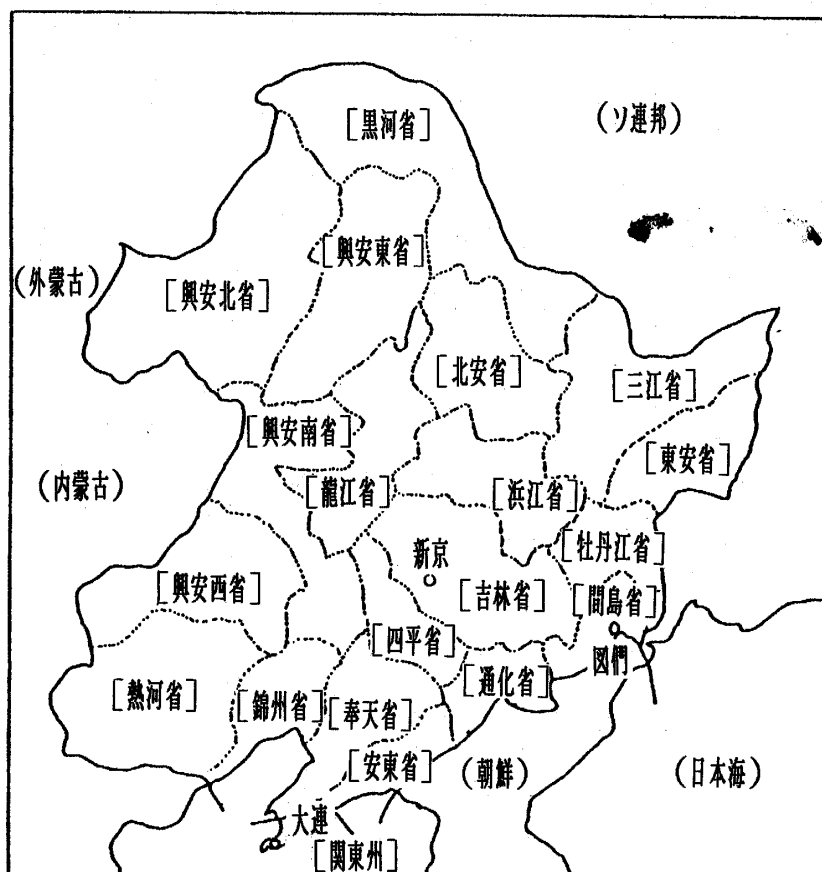 [黒河省]
(ソ連邦)
[興安東省]
(外蒙古)
[興安北省]
[北安省]
[三江省]
[興安南省]
[東安省]
(内蒙古)
[龍江省]
[浜江省]
新京
[牡丹江省]
[興安西省]
[吉林省]
[間島省]
[四平省]
図們
[通化省]
[熱河省]
[錦州省]
[奉天省]
[安東省]
(朝鮮)
(日本海)
大連
[関東州]